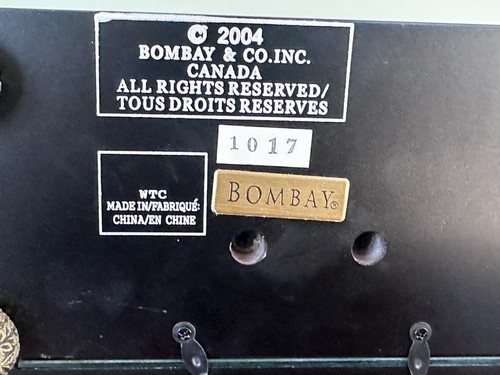 © 2004
BOMBAY & CO.INC.
CANADA
ALL RIGHTS RESERVED/
TOUS DROITS RESERVES
1017
WTC
MADE IN/FABRIQUÉ:
CHINA/EN CHINE
BOMBAY®